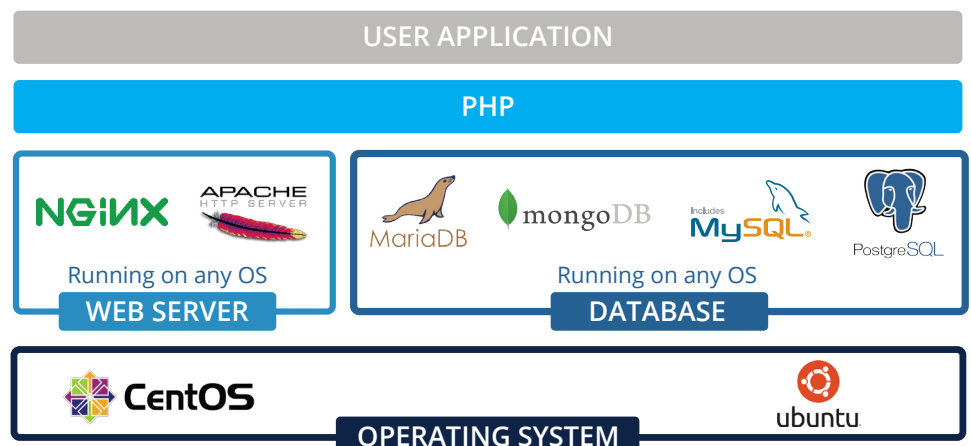 USER APPLICATION
PHP
NGINX
APACHE
HTTP SERVER
Running on any OS
WEB SERVER
MariaDB
mongoDB
Includes
MySQL®
PostgreSQL
Running on any OS
DATABASE
CentOS
ubuntu
OPERATING SYSTEM